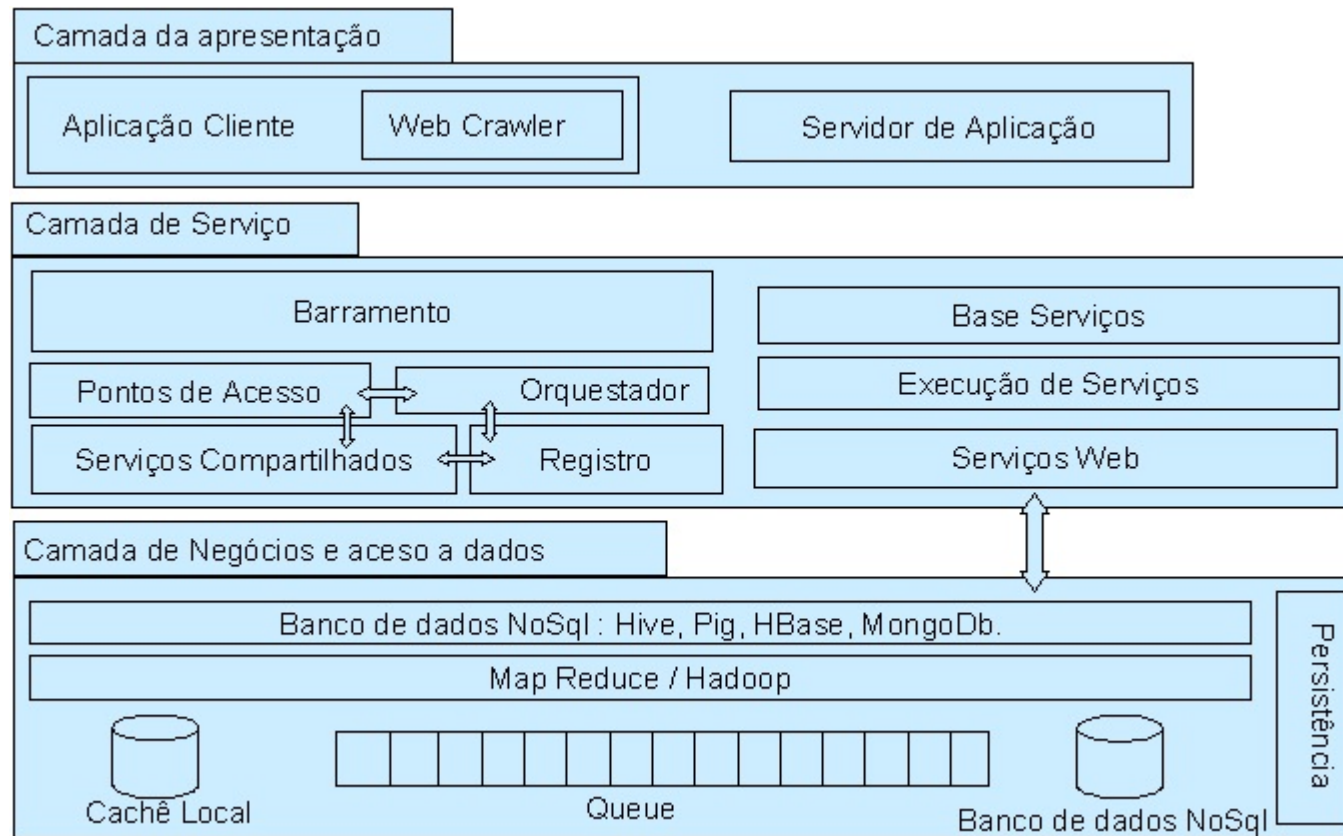 Camada da apresentação
Aplicação Cliente
Web Crawler
Servidor de Aplicação
Camada de Serviço
Barramento
Base Serviços
Pontos de Acesso
Orquestador
Execução de Serviços
Serviços Compartilhados
Registro
Serviços Web
Camada de Negócios e aceso a dados
Banco de dados NoSql : Hive, Pig, HBase, MongoDb.
Map Reduce / Hadoop
Persistência
Cachê Local
Queue
Banco de dados NoSql